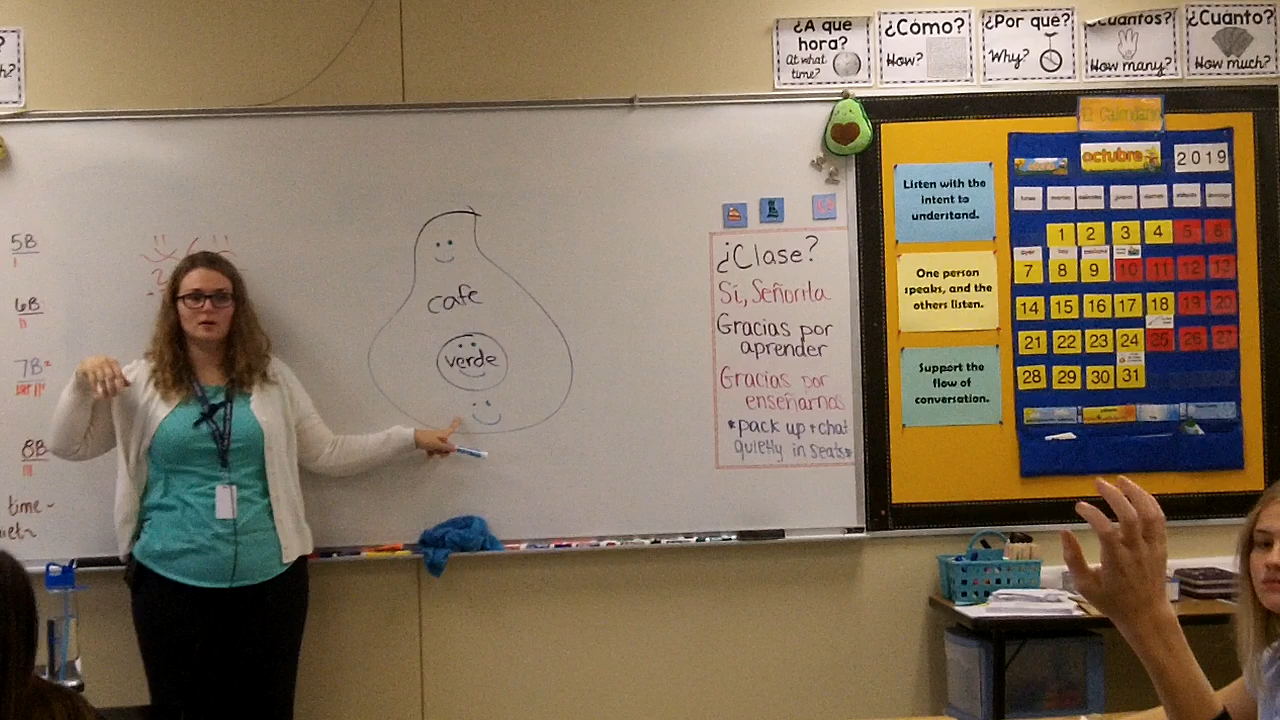 ¿A que
hora?
At what
time?
¿Cómo?
How?
¿Por qué?
Why?
¿Cuantos?
How many?
¿Cuanto?
How much?
5B
6B
7B
8B
time
cafe
verde
¿Clase?
Sí, Señorita
Gracias por
aprender
Gracias por
enseñarnos
*pack up + chat
quietly in seats*
Listen with the
intent to
understand.
One person
speaks, and the
others listen.
Support the
flow of
conversation.
El Calendario
octubre
2019
1 2 3 4 5 6
7 8 9 10 11 12 13
14 15 16 17 18 19 20
21 22 23 24 25 26 27
28 29 30 31